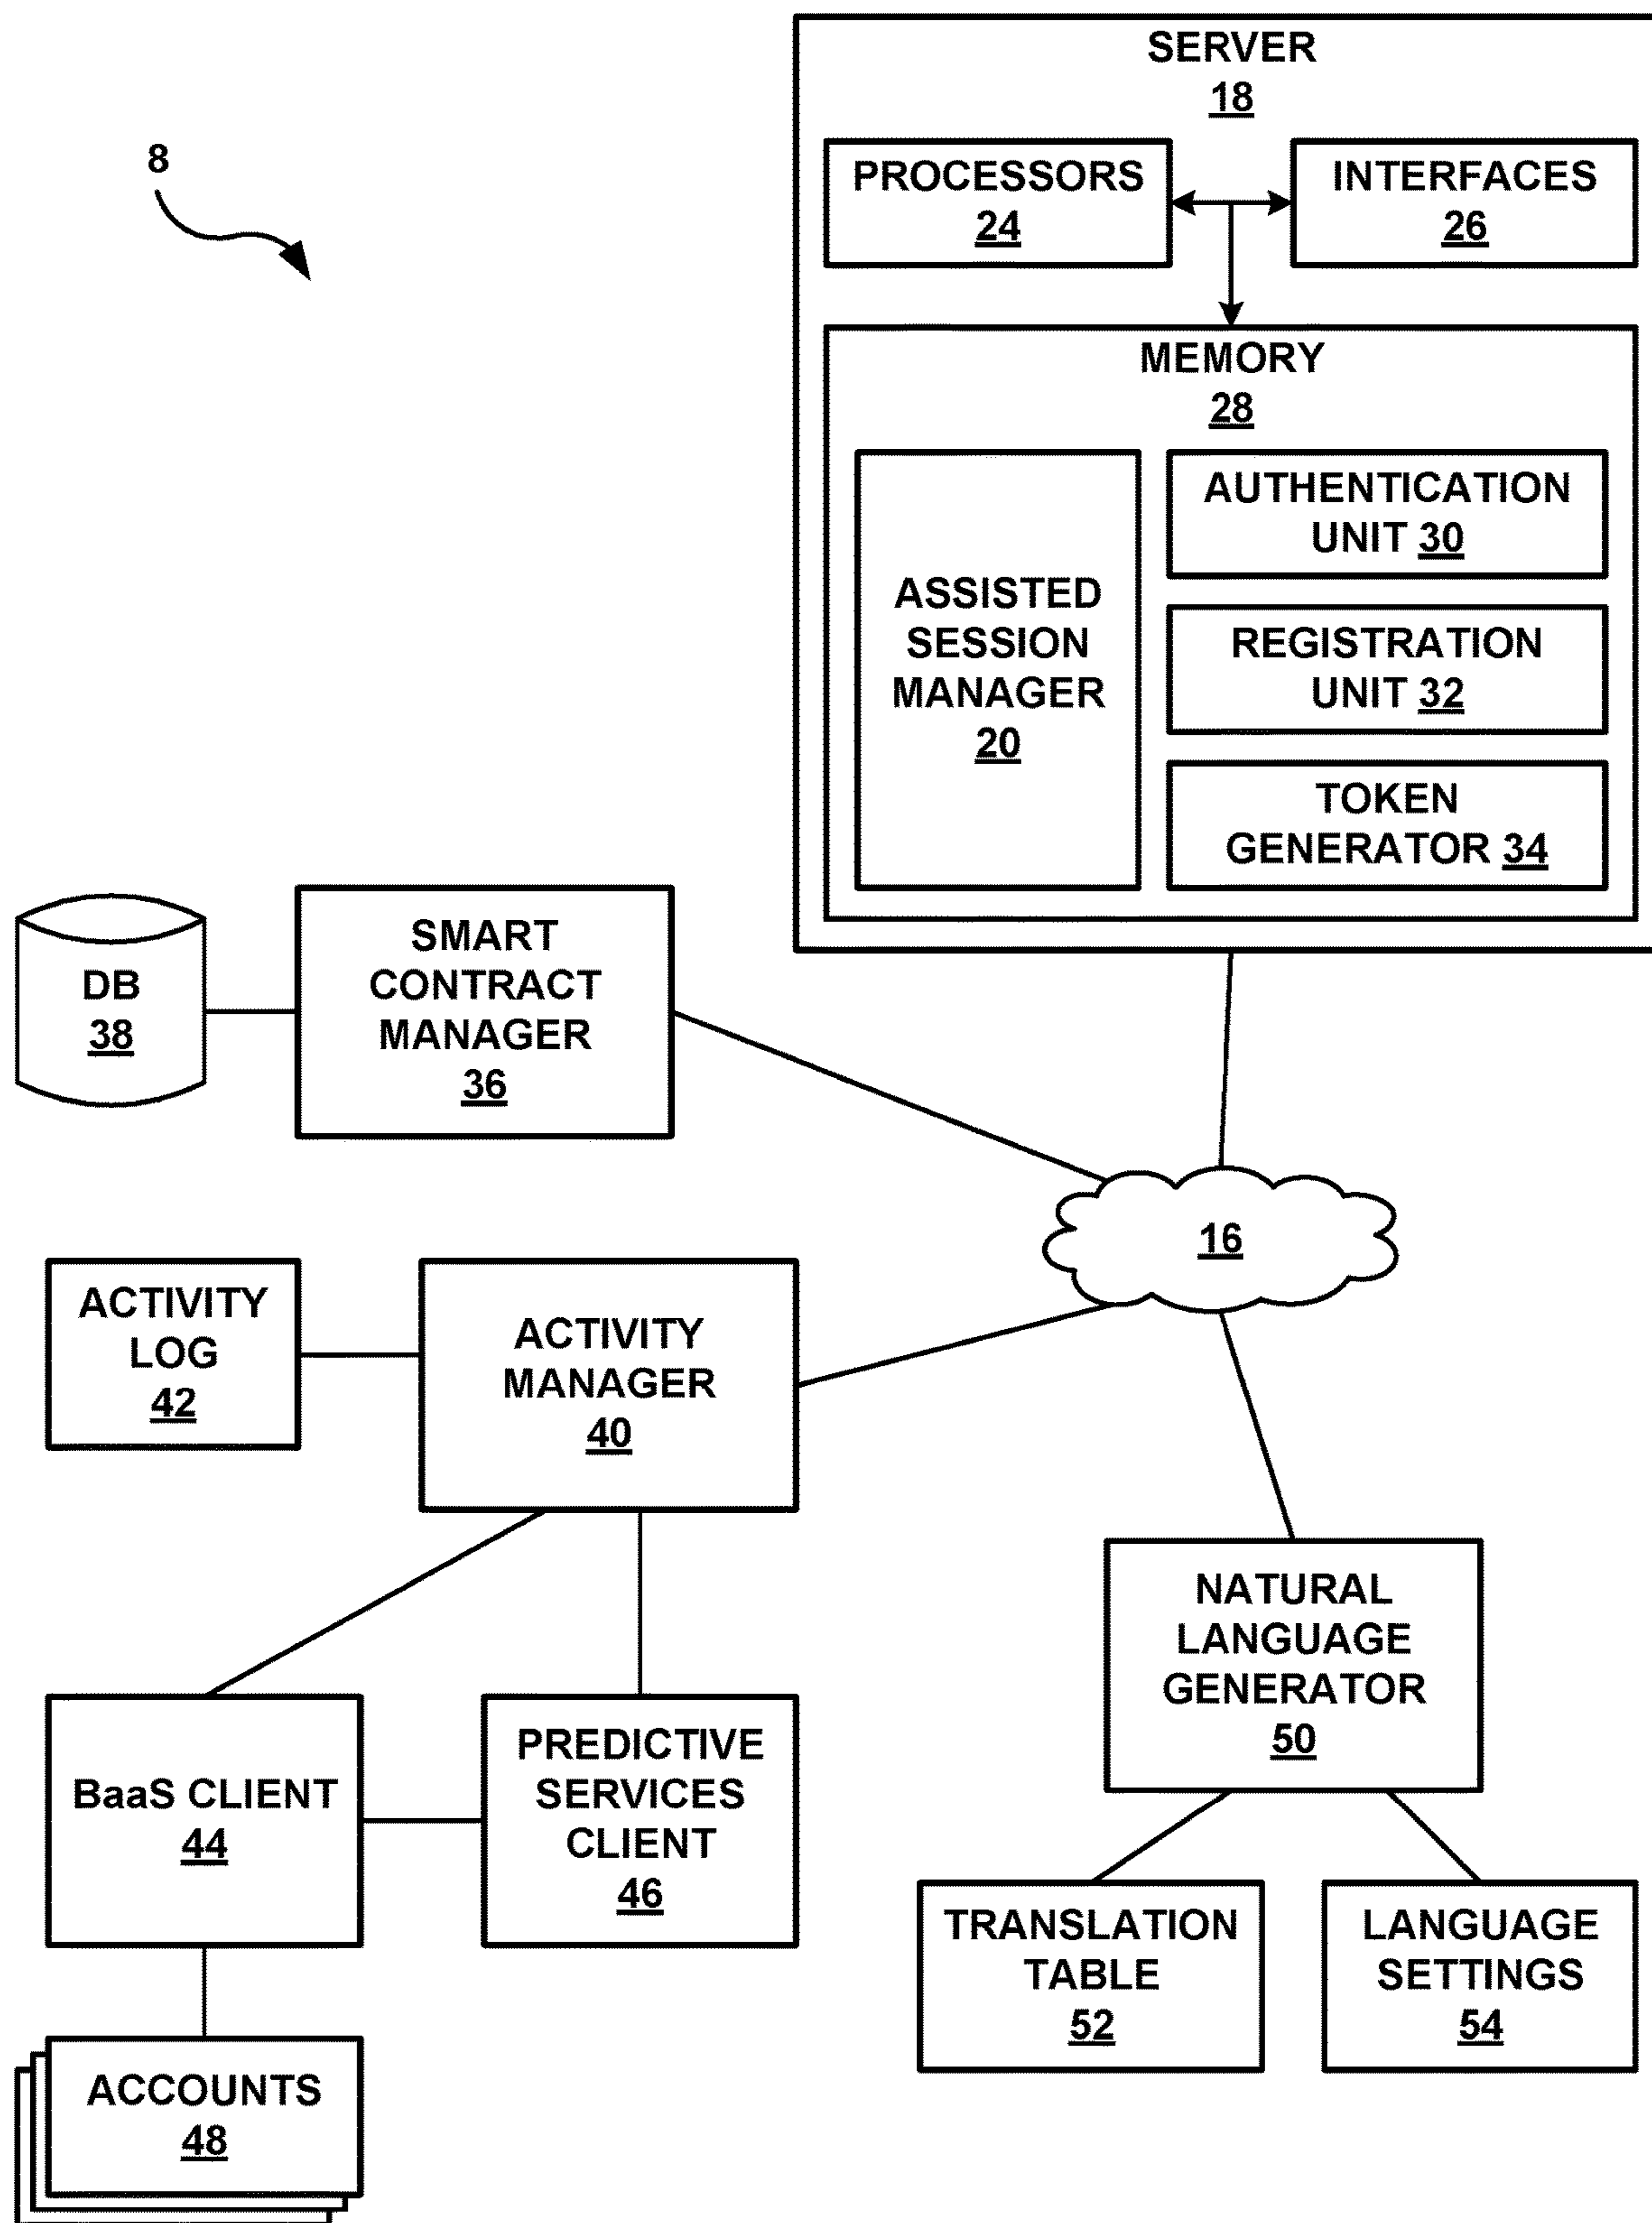 8
SERVER
18
PROCESSORS
24
INTERFACES
26
MEMORY
28
ASSISTED
SESSION
MANAGER
20
AUTHENTICATION
UNIT 30
REGISTRATION
UNIT 32
TOKEN
GENERATOR 34
DB
38
SMART
CONTRACT
MANAGER
36
16
ACTIVITY
LOG
42
ACTIVITY
MANAGER
40
BaaS CLIENT
44
PREDICTIVE
SERVICES
CLIENT
46
NATURAL
LANGUAGE
GENERATOR
50
TRANSLATION
TABLE
52
LANGUAGE
SETTINGS
54
ACCOUNTS
48